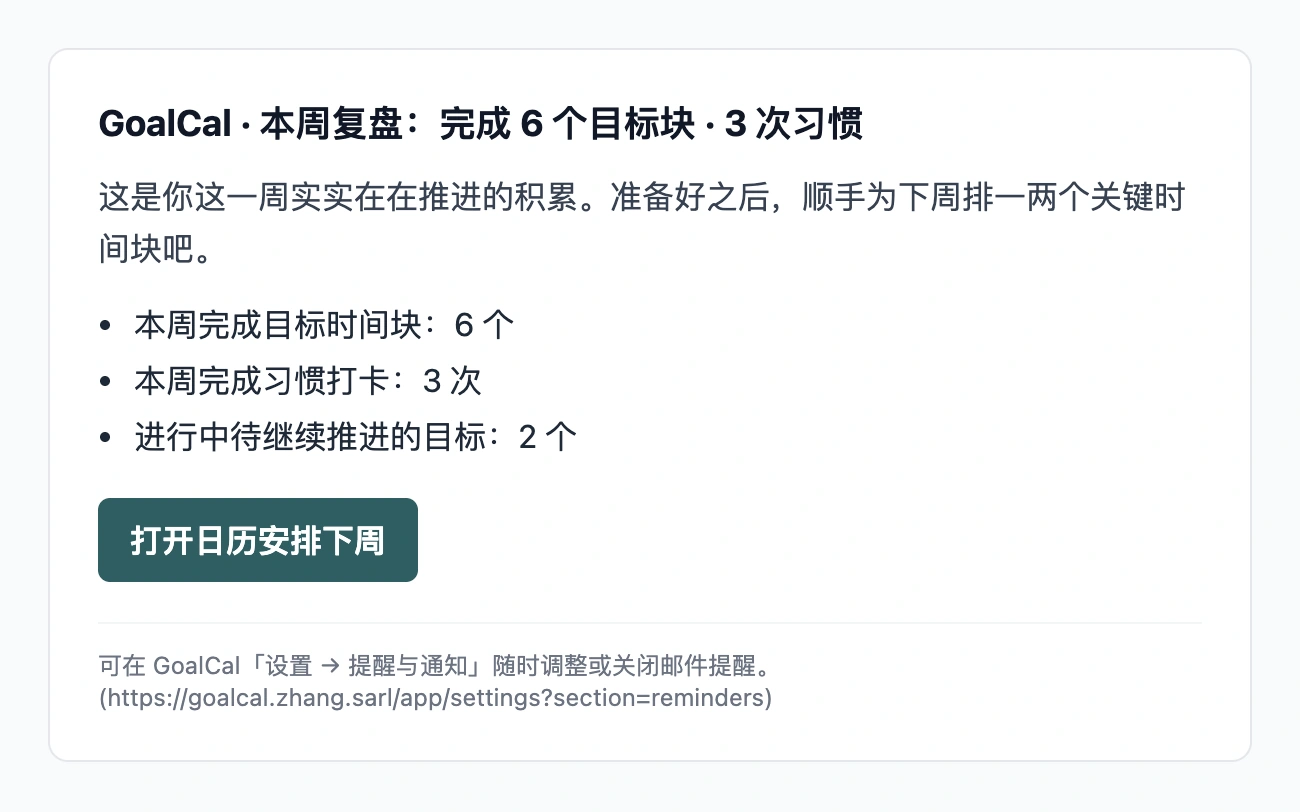 GoalCal · 本周复盘：完成 6 个目标块 · 3 次习惯
这是你这一周实实在在推进的积累。准备好之后，顺手为下周排一两个关键时
间块吧。
• 本周完成目标时间块：6 个
• 本周完成习惯打卡：3 次
• 进行中待继续推进的目标：2 个
打开日历安排下周
可在 GoalCal「设置 → 提醒与通知」随时调整或关闭邮件提醒。
(https://goalcal.zhang.sarl/app/settings?section=reminders)